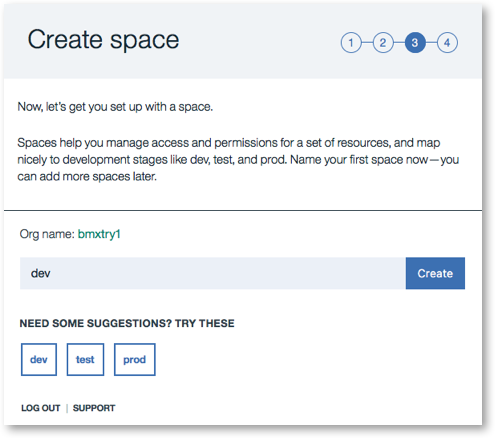 Create space
1 2 3 4
Now, let's get you set up with a space.
Spaces help you manage access and permissions for a set of resources, and map
nicely to development stages like dev, test, and prod. Name your first space now—you
can add more spaces later.
Org name: bmxtry1
dev
Create
NEED SOME SUGGESTIONS? TRY THESE
dev test prod
LOG OUT | SUPPORT